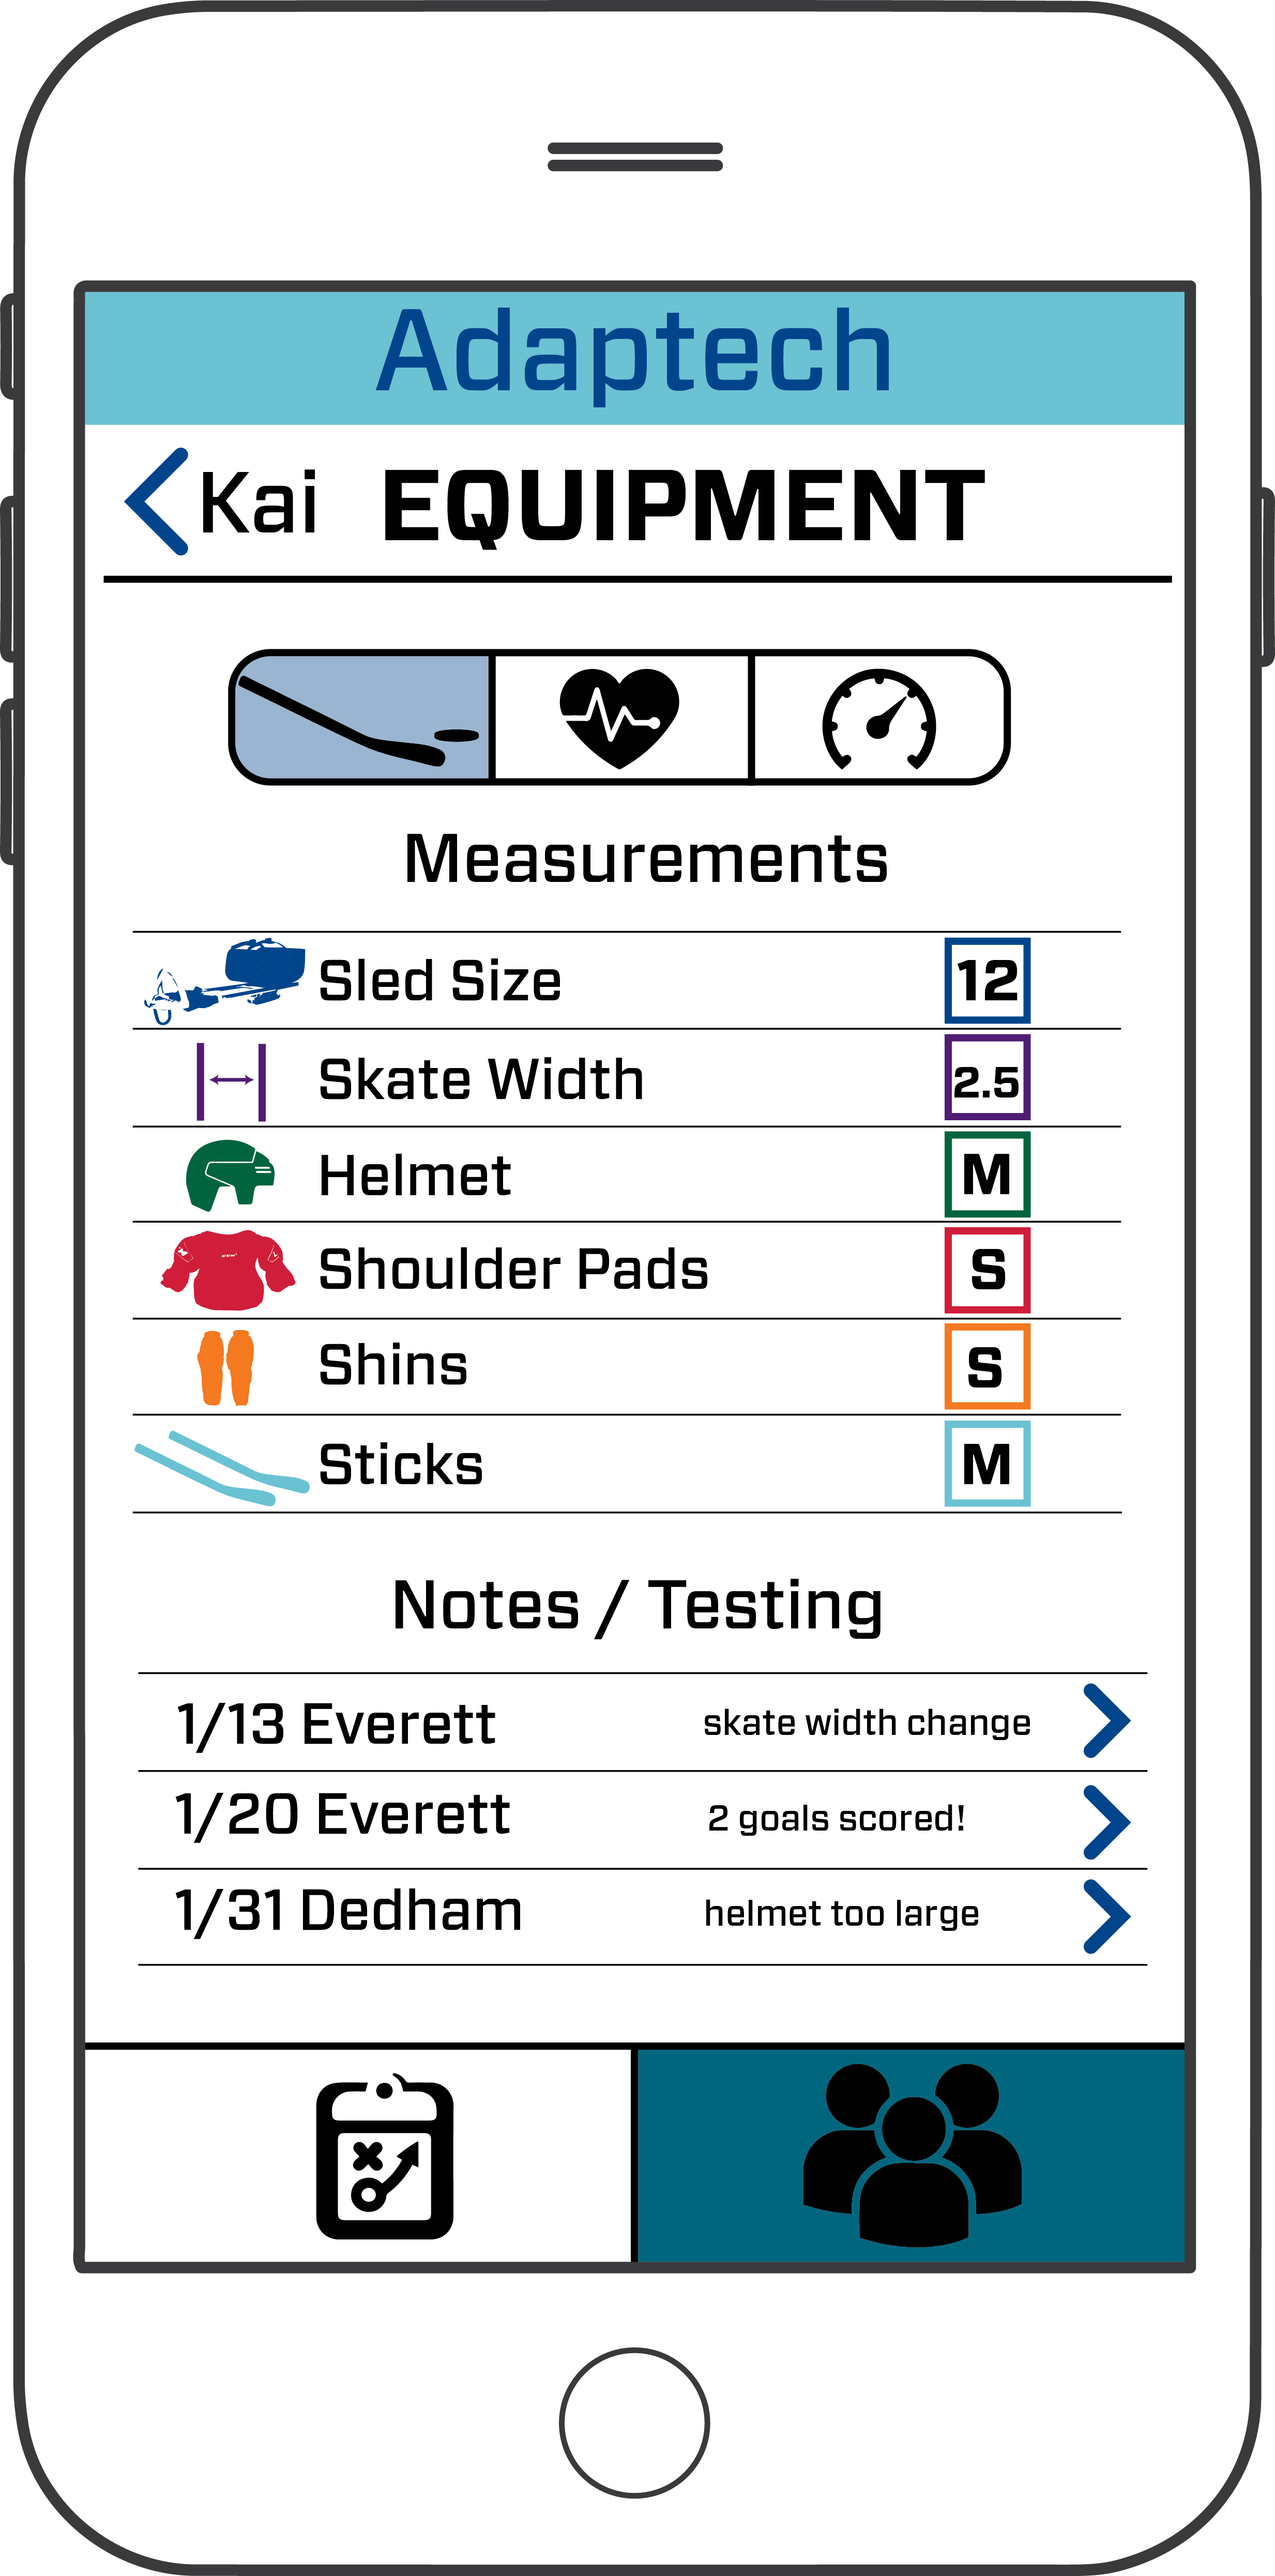 Adaptech
Kai EQUIPMENT
Measurements
Sled Size 12
Skate Width 2.5
Helmet M
Shoulder Pads S
Shins S
Sticks M
Notes / Testing
1/13 Everett skate width change
1/20 Everett 2 goals scored!
1/31 Dedham helmet too large